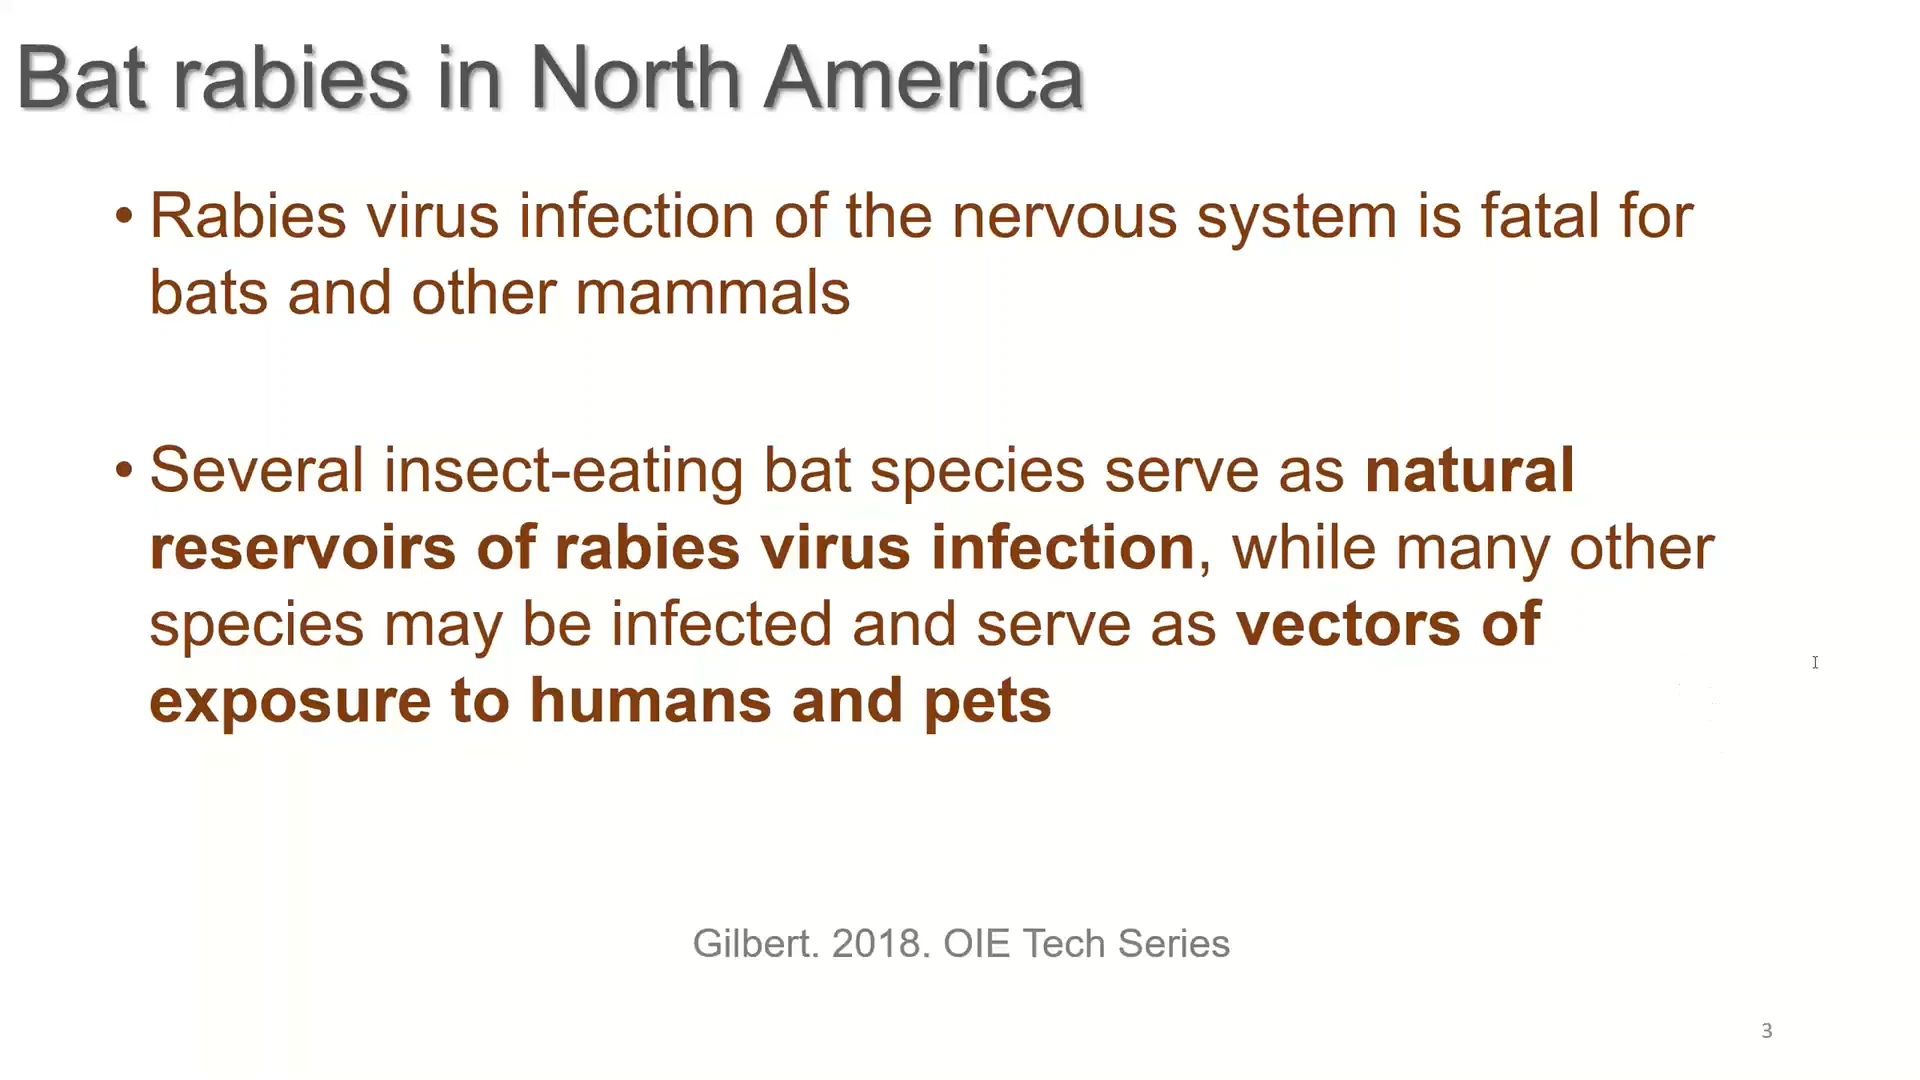 Bat rabies in North America
• Rabies virus infection of the nervous system is fatal for
bats and other mammals
• Several insect-eating bat species serve as natural
reservoirs of rabies virus infection, while many other
species may be infected and serve as vectors of
exposure to humans and pets
Gilbert. 2018. OIE Tech Series
3